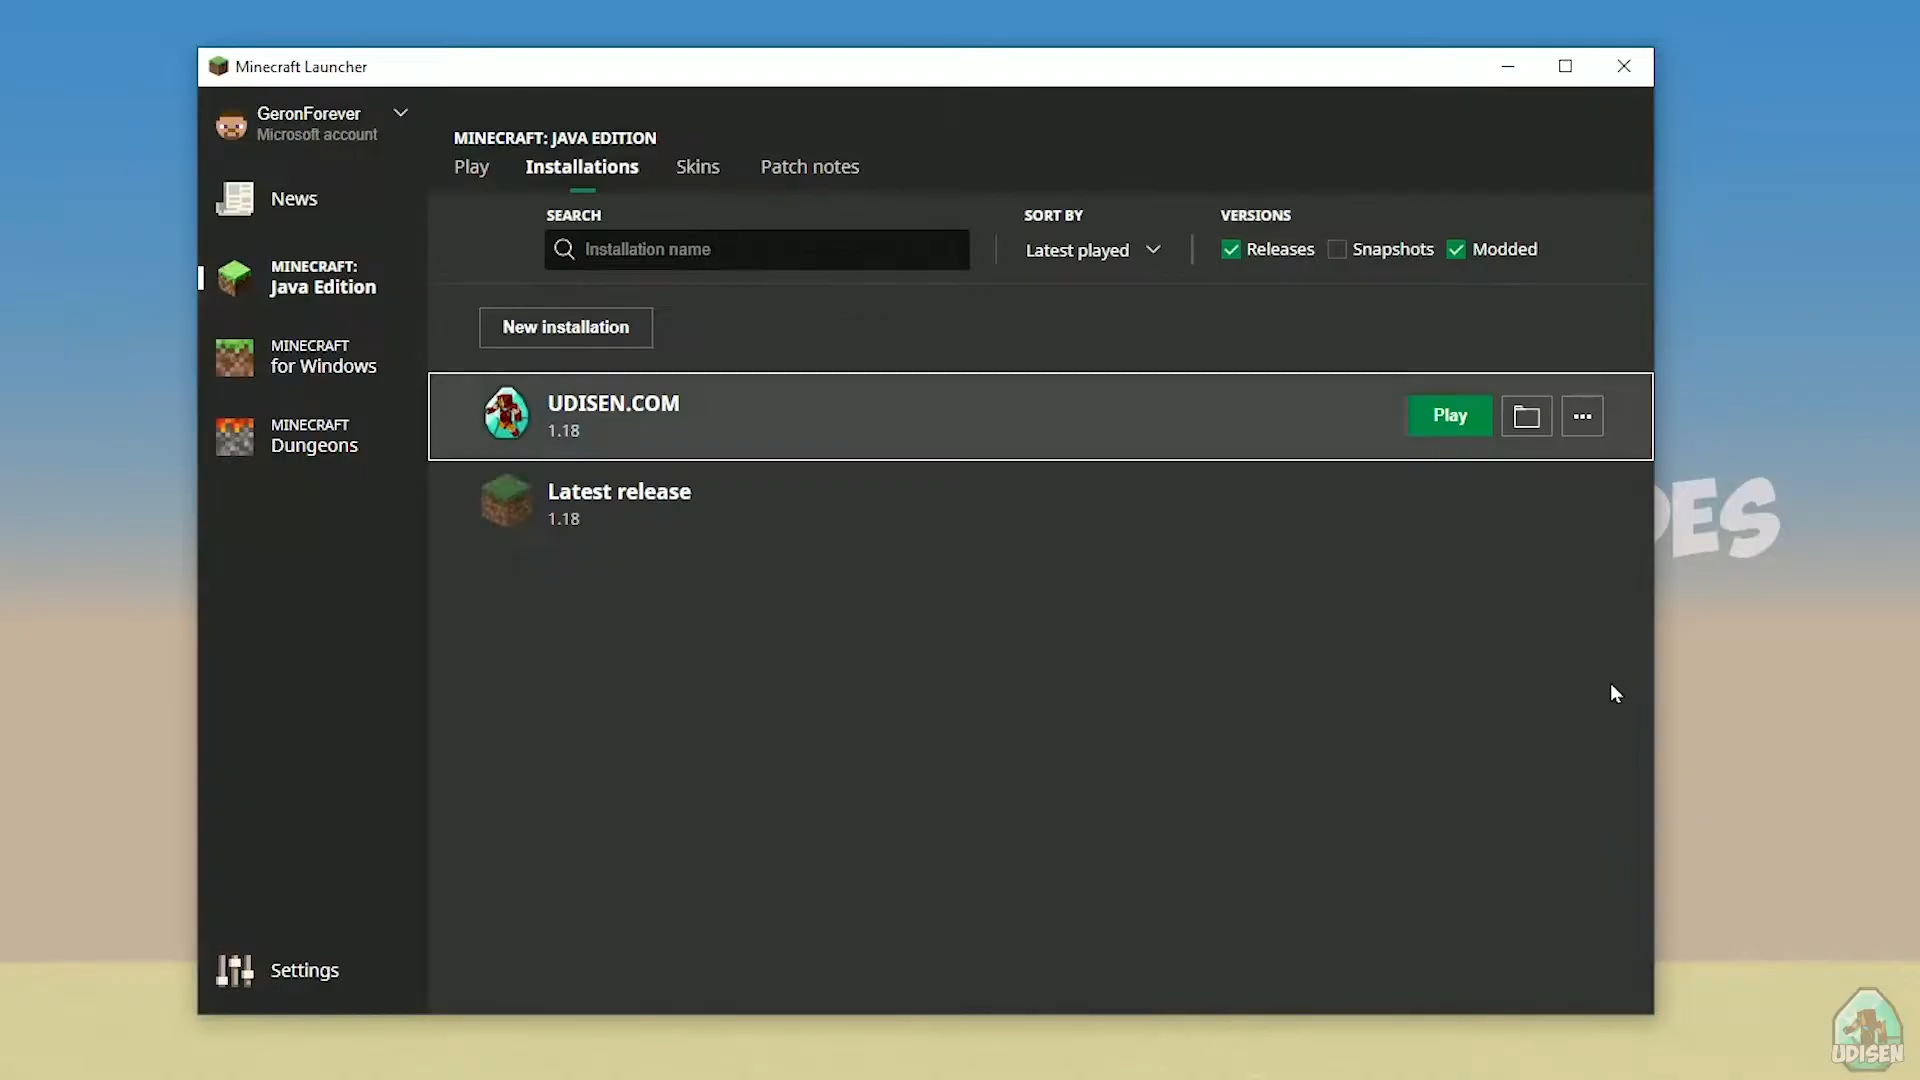 Minecraft Launcher
GeronForever
Microsoft account
News
MINECRAFT:
Java Edition
MINECRAFT
for Windows
MINECRAFT
Dungeons
Settings
MINECRAFT: JAVA EDITION
Play Installations Skins Patch notes
SEARCH
Installation name
SORT BY
Latest played
VERSIONS
Releases Snapshots Modded
New installation
UDISEN.COM
1.18
Play
Latest release
1.18
UDISEN